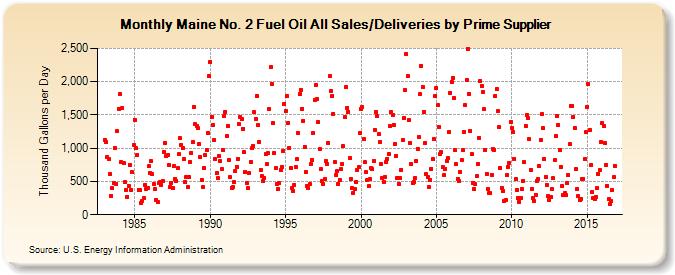 Monthly Maine No. 2 Fuel Oil All Sales/Deliveries by Prime Supplier
Thousand Gallons per Day
2,500
2,000
1,500
1,000
500
0
1985 1990 1995 2000 2005 2010 2015
Source: U.S. Energy Information Administration